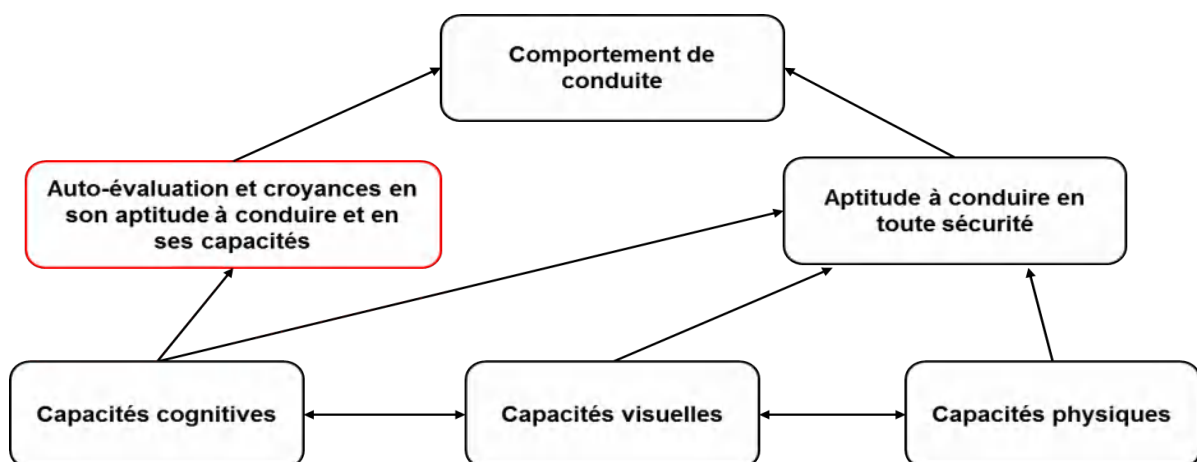 Comportement de
conduite
Auto-évaluation et croyances en
son aptitude à conduire et en
ses capacités
Aptitude à conduire en
toute sécurité
Capacités cognitives
Capacités visuelles
Capacités physiques